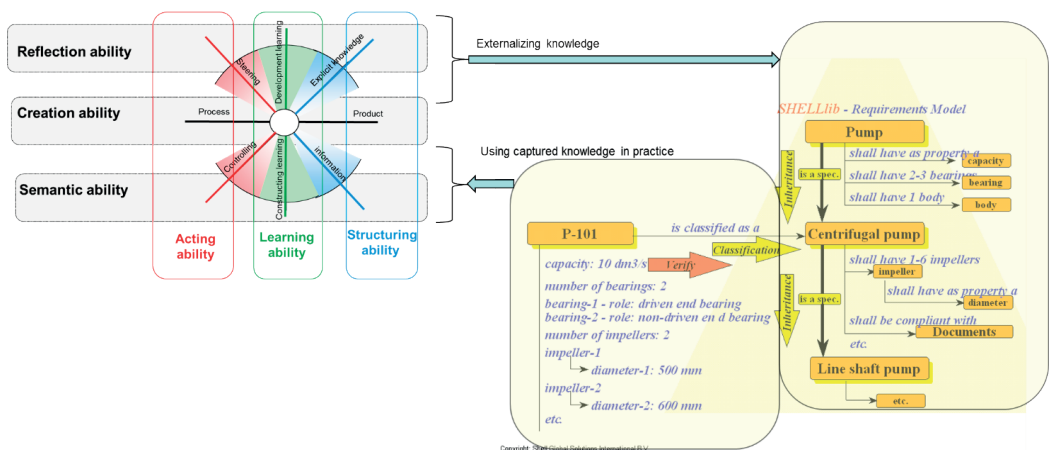 Reflection ability
Creation ability
Semantic ability
Steering
Development learning
Explicit knowledge
Process
Product
Controlling
Constructing learning
information
Acting
ability
Learning
ability
Structuring
ability
Externalizing knowledge
Using captured knowledge in practice
P-101
is classified as a
Classification
capacity: 10 dm3/s
Verify
number of bearings: 2
bearing-1 - role: driven end bearing
bearing-2 - role: non-driven en d bearing
number of impellers: 2
impeller-1
diameter-1: 500 mm
impeller-2
diameter-2: 600 mm
etc.
SHELLlib - Requirements Model
Pump
shall have as property a
capacity
Inheritance
is a spec.
shall have 2-3 bearings
bearing
shall have 1 body
body
Centrifugal pump
shall have 1-6 impellers
impeller
shall have as property a
diameter
Inheritance
is a spec.
shall be compliant with
Documents
etc.
Line shaft pump
etc.
Copyright: Shell Global Solutions International B.V.